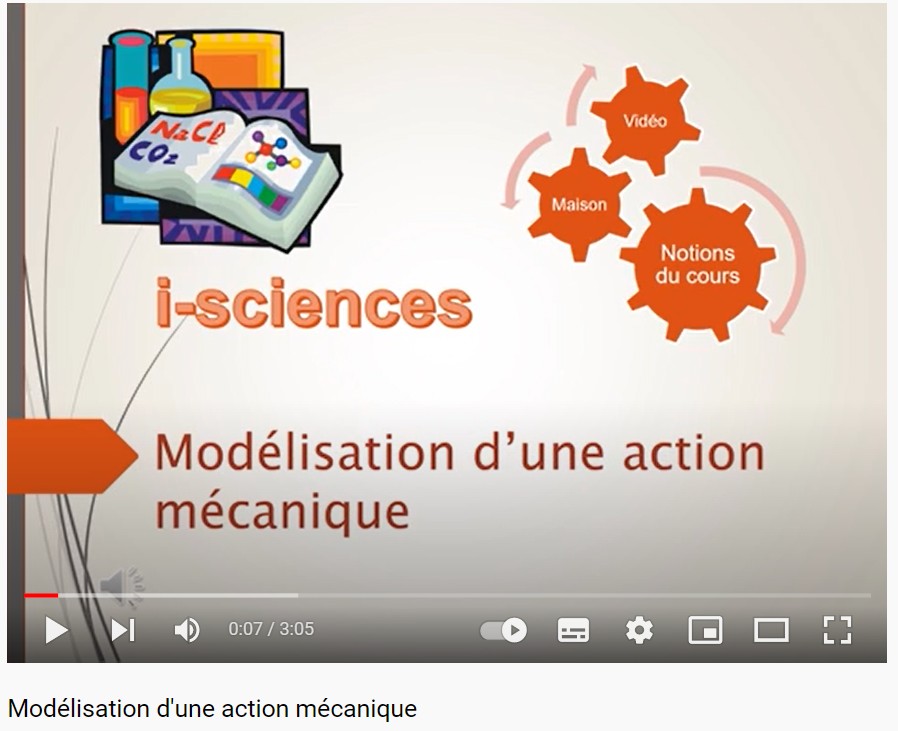 NaCl
CO2
Vidéo
Maison
Notions
du cours
i-sciences
Modélisation d’une action
mécanique
0:07 / 3:05
Modélisation d'une action mécanique